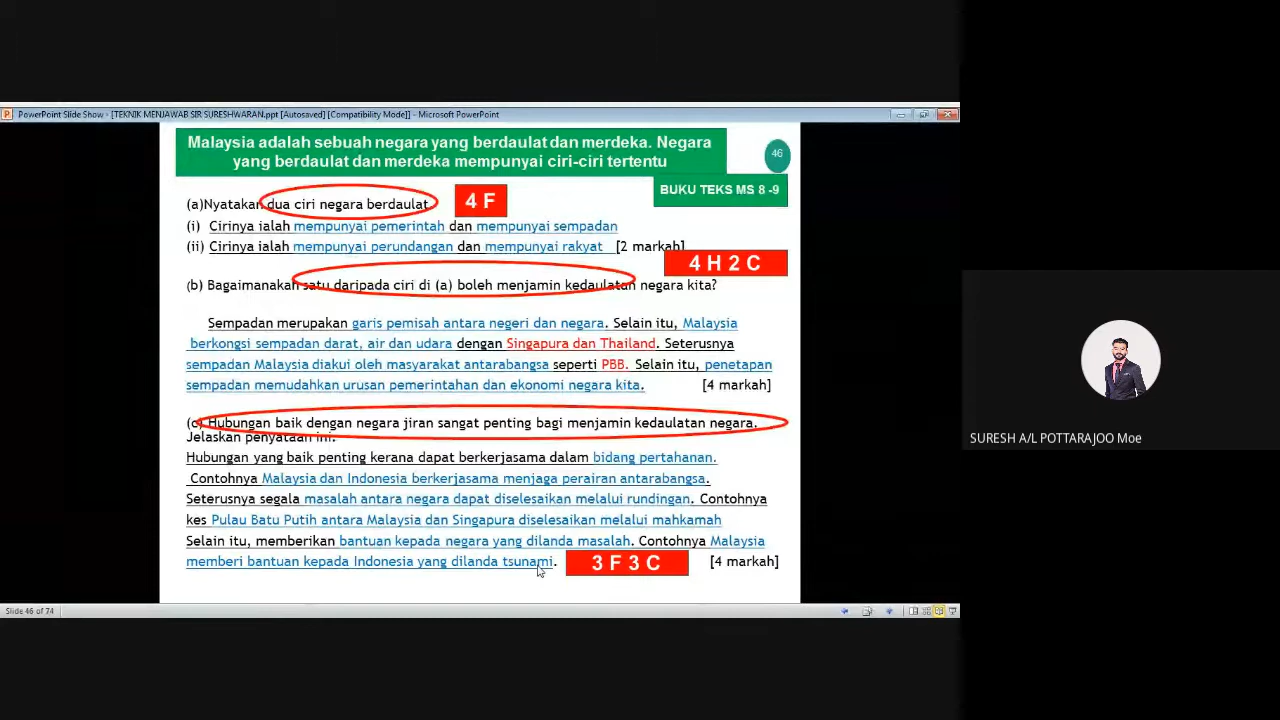 PowerPoint Slide Show - [TEKNIK MENJAWAB SIR SURESHWARAN.ppt [Autosaved] [Compatibility Mode]] - Microsoft PowerPoint
Malaysia adalah sebuah negara yang berdaulat dan merdeka. Negara
yang berdaulat dan merdeka mempunyai ciri-ciri tertentu
46
BUKU TEKS MS 8 -9
(a)Nyatakan dua ciri negara berdaulat.
4 F
(i) Cirinya ialah mempunyai pemerintah dan mempunyai sempadan
(ii) Cirinya ialah mempunyai perundangan dan mempunyai rakyat [2 markah]
4 H 2 C
(b) Bagaimanakah satu daripada ciri di (a) boleh menjamin kedaulatan negara kita?
Sempadan merupakan garis pemisah antara negeri dan negara. Selain itu, Malaysia
berkongsi sempadan darat, air dan udara dengan Singapura dan Thailand. Seterusnya
sempadan Malaysia diakui oleh masyarakat antarabangsa seperti PBB. Selain itu, penetapan
sempadan memudahkan urusan pemerintahan dan ekonomi negara kita. [4 markah]
(c) Hubungan baik dengan negara jiran sangat penting bagi menjamin kedaulatan negara.
Jelaskan penyataan ini.
Hubungan yang baik penting kerana dapat berkerjasama dalam bidang pertahanan.
Contohnya Malaysia dan Indonesia berkerjasama menjaga perairan antarabangsa.
Seterusnya segala masalah antara negara dapat diselesaikan melalui rundingan. Contohnya
kes Pulau Batu Putih antara Malaysia dan Singapura diselesaikan melalui mahkamah
Selain itu, memberikan bantuan kepada negara yang dilanda masalah. Contohnya Malaysia
memberi bantuan kepada Indonesia yang dilanda tsunami. 3 F 3 C [4 markah]
Slide 46 of 74
SURESH A/L POTTARAJOO Moe